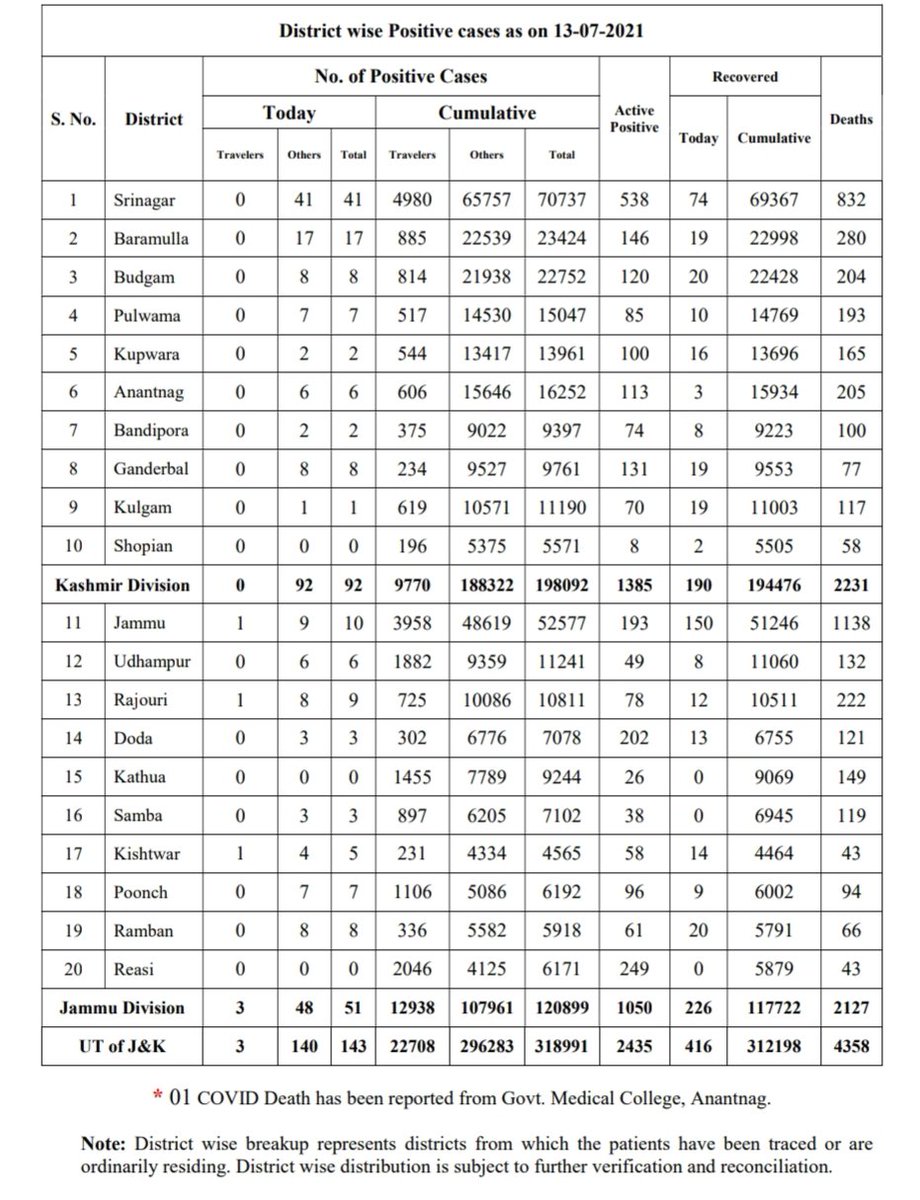 District wise Positive cases as on 13-07-2021
S. No. District No. of Positive Cases Active Positive Recovered Deaths
Today Cumulative Today Cumulative
Travelers Others Total Travelers Others Total
1 Srinagar 0 41 41 4980 65757 70737 538 74 69367 832
2 Baramulla 0 17 17 885 22539 23424 146 19 22998 280
3 Budgam 0 8 8 814 21938 22752 120 20 22428 204
4 Pulwama 0 7 7 517 14530 15047 85 10 14769 193
5 Kupwara 0 2 2 544 13417 13961 100 16 13696 165
6 Anantnag 0 6 6 606 15646 16252 113 3 15934 205
7 Bandipora 0 2 2 375 9022 9397 74 8 9223 100
8 Ganderbal 0 8 8 234 9527 9761 131 19 9553 77
9 Kulgam 0 1 1 619 10571 11190 70 19 11003 117
10 Shopian 0 0 0 196 5375 5571 8 2 5505 58
Kashmir Division 0 92 92 9770 188322 198092 1385 190 194476 2231
11 Jammu 1 9 10 3958 48619 52577 193 150 51246 1138
12 Udhampur 0 6 6 1882 9359 11241 49 8 11060 132
13 Rajouri 1 8 9 725 10086 10811 78 12 10511 222
14 Doda 0 3 3 302 6776 7078 202 13 6755 121
15 Kathua 0 0 0 1455 7789 9244 26 0 9069 149
16 Samba 0 3 3 897 6205 7102 38 0 6945 119
17 Kishtwar 1 4 5 231 4334 4565 58 14 4464 43
18 Poonch 0 7 7 1106 5086 6192 96 9 6002 94
19 Ramban 0 8 8 336 5582 5918 61 20 5791 66
20 Reasi 0 0 0 2046 4125 6171 249 0 5879 43
Jammu Division 3 48 51 12938 107961 120899 1050 226 117722 2127
UT of J&K 3 140 143 22708 296283 318991 2435 416 312198 4358
* 01 COVID Death has been reported from Govt. Medical College, Anantnag.
Note: District wise breakup represents districts from which the patients have been traced or are
ordinarily residing. District wise distribution is subject to further verification and reconciliation.